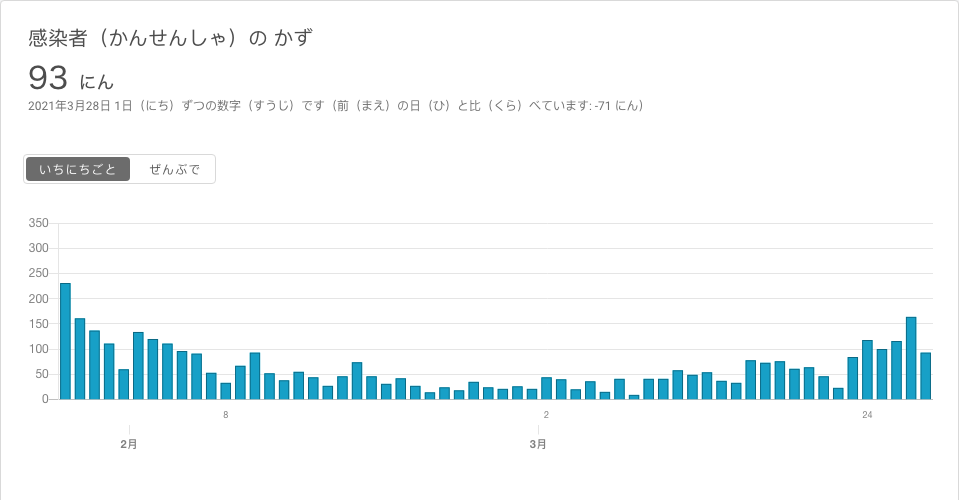 感染者（かんせんしゃ）の かず
93 にん
2021年3月28日 1日（にち）ずつの数字（すうじ）です（前（まえ）の日（ひ）と比（くら）べています: -71 にん）
いちにちごと ぜんぶで
350
300
250
200
150
100
50
0
8 2 24
2月 3月